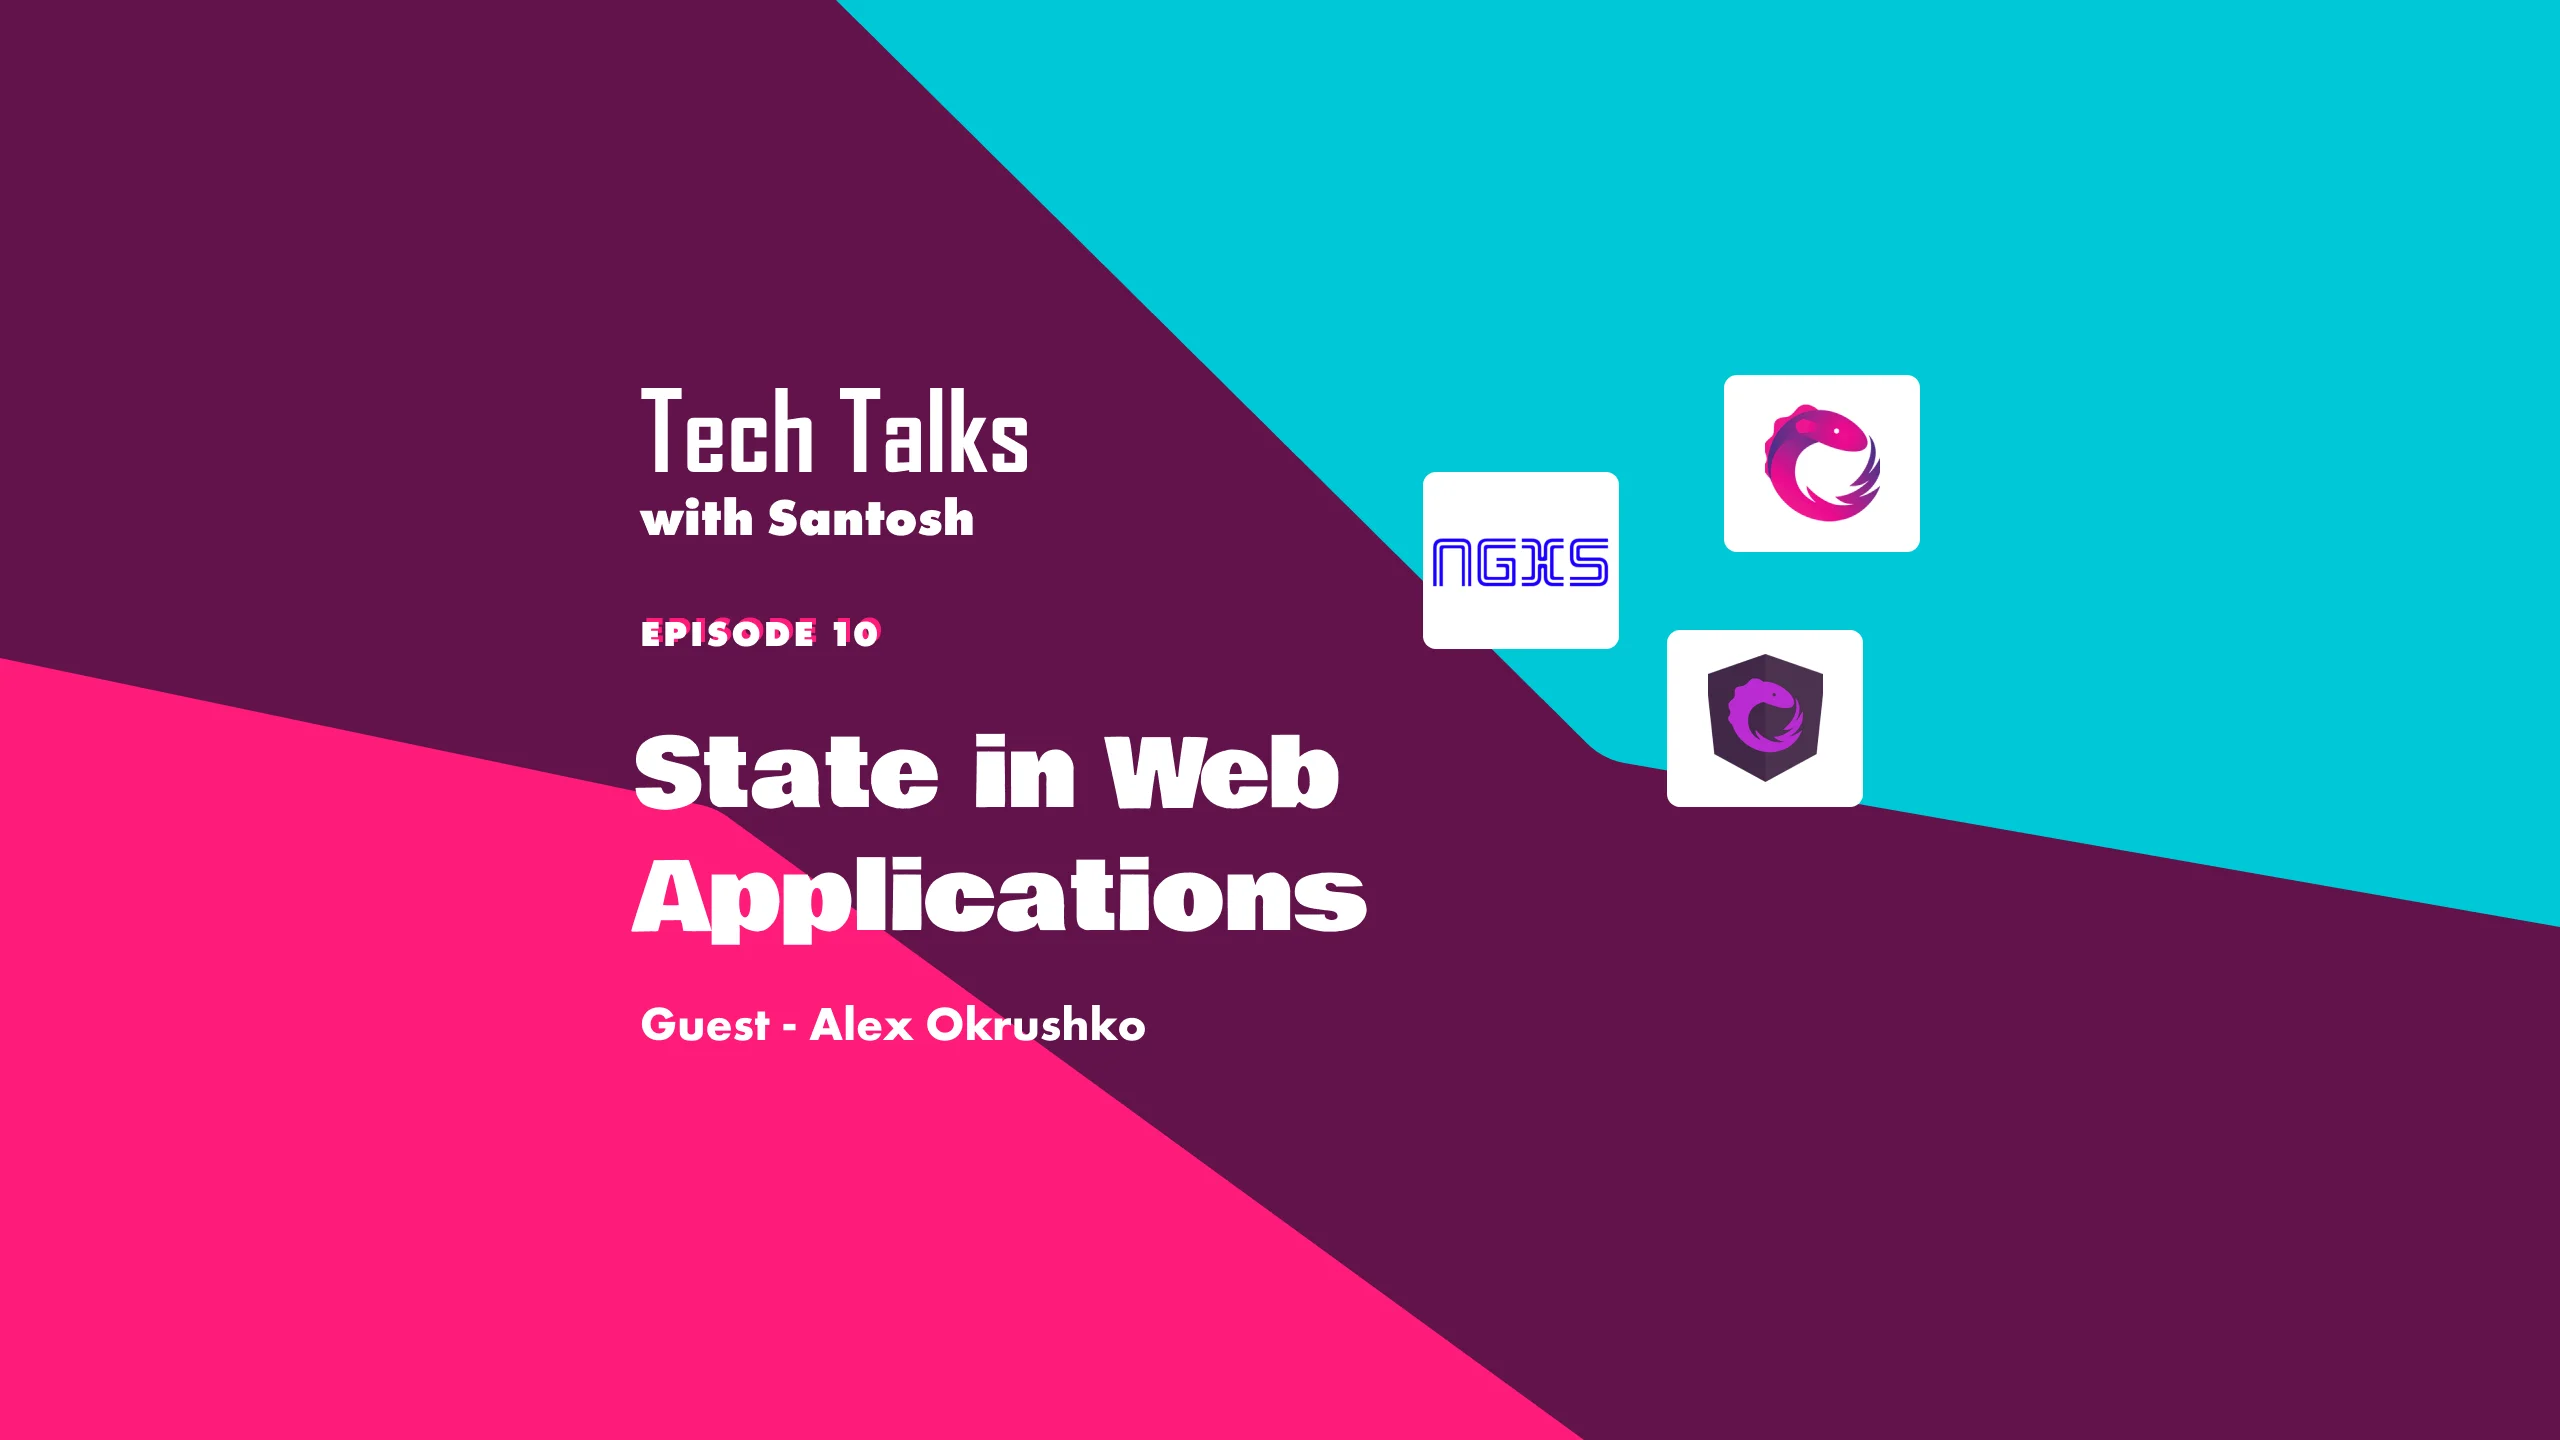 Tech Talks
with Santosh
EPISODE 10
State in Web
Applications
Guest - Alex Okrushko
NGXS